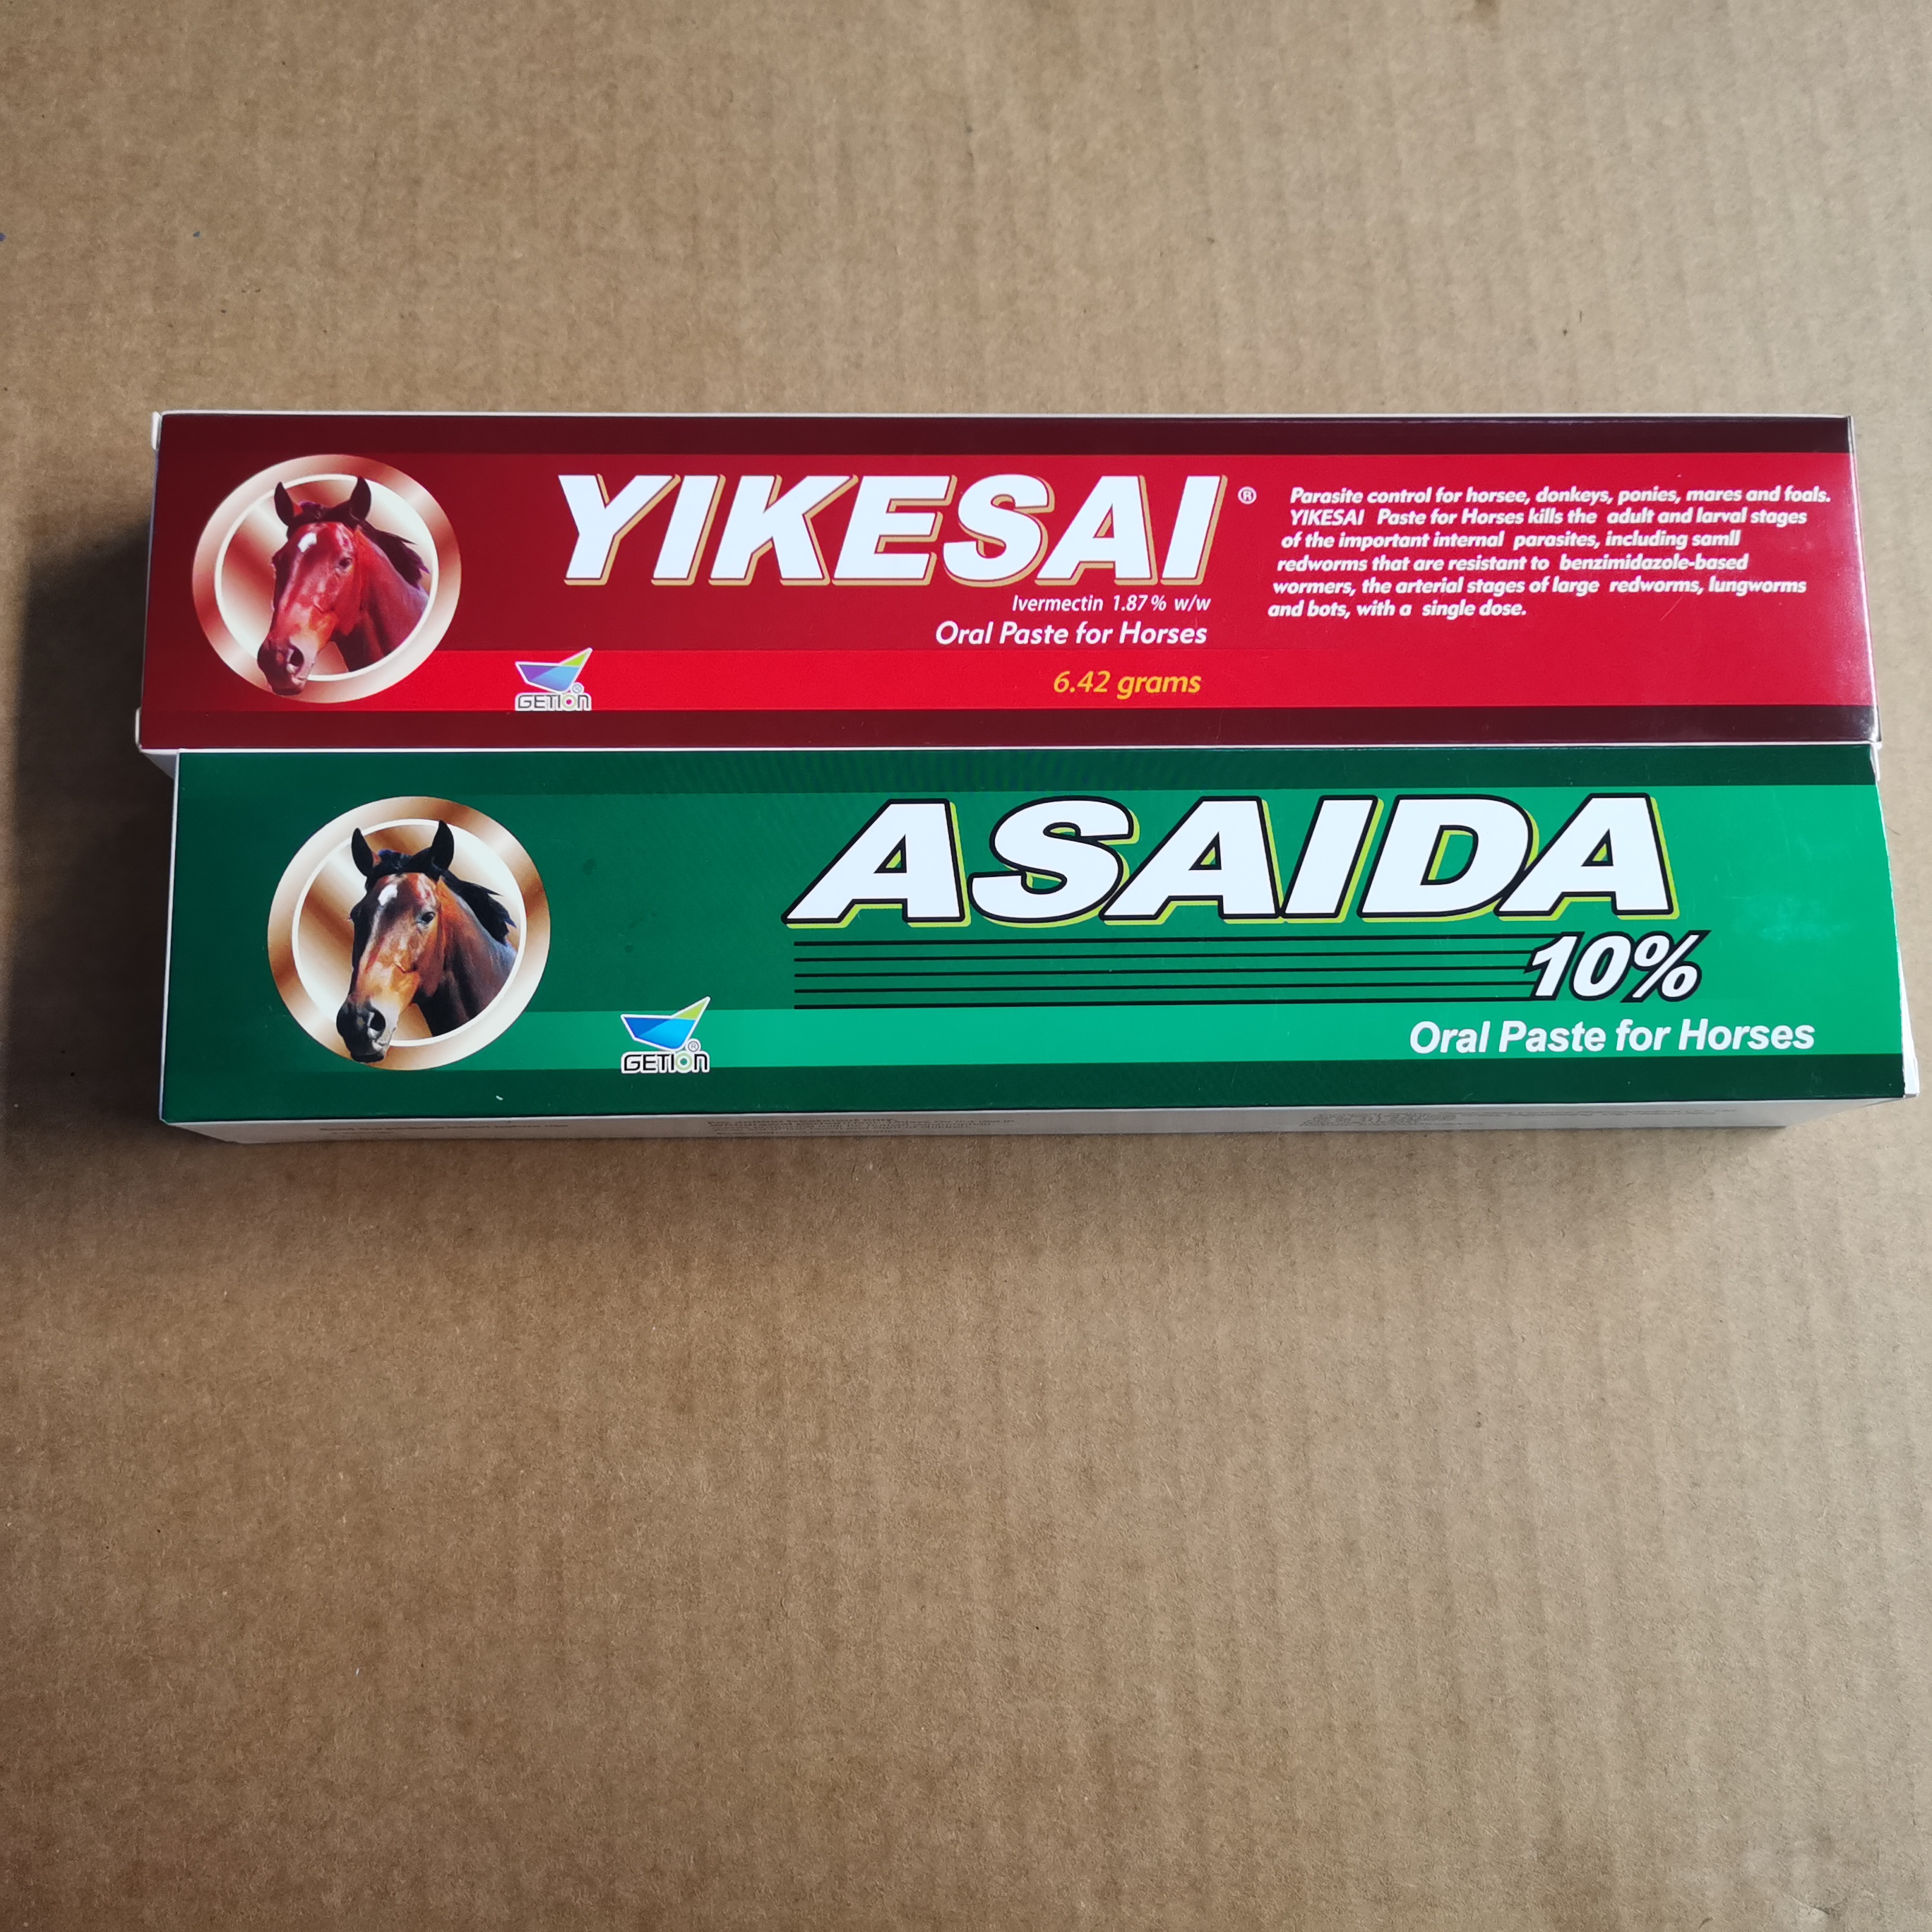 YIKESAI ®
Ivermectin 1.87% w/w
Oral Paste for Horses
6.42 grams
GETION ®
Parasite control for horsee, donkeys, ponies, mares and foals.
YIKESAI Paste for Horses kills the adult and larval stages
of the important internal parasites, including samll
redworms that are resistant to benzimidazole-based
wormers, the arterial stages of large redworms, lungworms
and bots, with a single dose.
ASAIDA
10%
Oral Paste for Horses
GETION ®